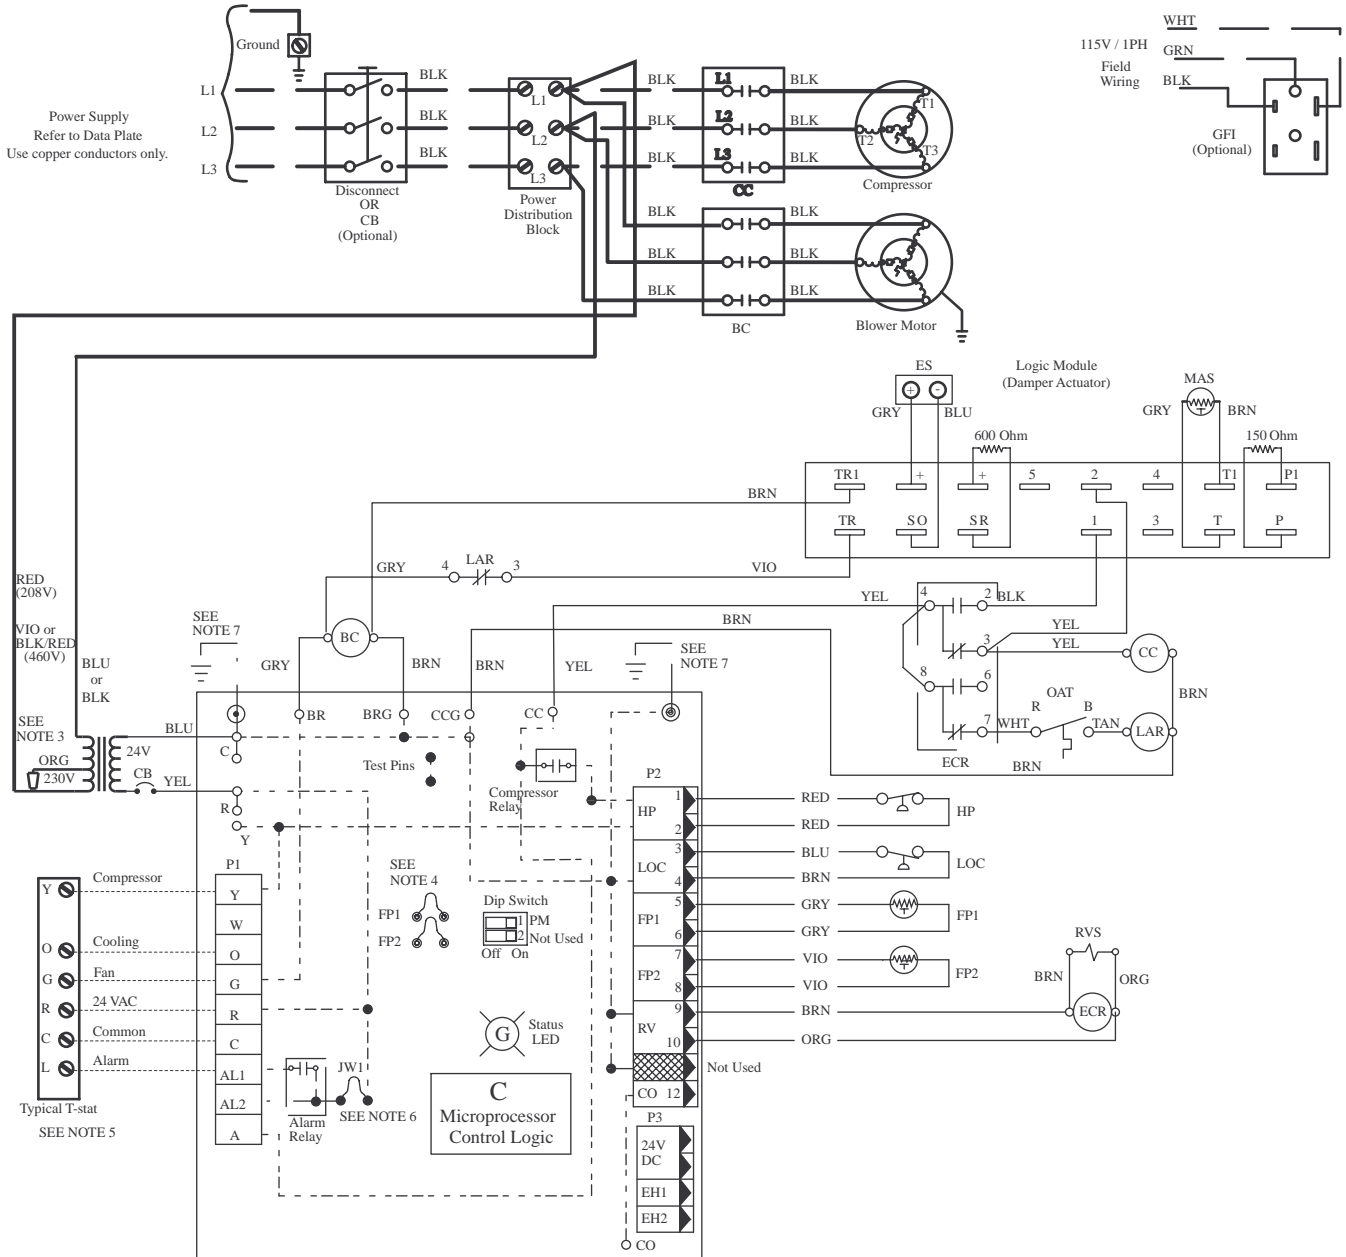 WHT
115V / 1PH
Field
Wiring
GRN
BLK
GFI
(Optional)
Ground
L1
L2
L3
Power Supply
Refer to Data Plate
Use copper conductors only.
BLK
BLK
BLK
Disconnect
OR
CB
(Optional)
L1
L2
L3
Power
Distribution
Block
BLK
BLK
BLK
L1
L2
L3
CC
BLK
BLK
BLK
T1
T2
T3
Compressor
BLK
BLK
BLK
BC
BLK
BLK
BLK
Blower Motor
ES
+ -
GRY
BLU
Logic Module
(Damper Actuator)
MAS
GRY
BRN
600 Ohm
150 Ohm
TR1 + + 5 2 4 T1 P1
TR SO SR 1 3 T P
BRN
GRY
4 LAR 3
VIO
RED
(208V)
VIO or
BLK/RED
(460V)
BLU
or
BLK
SEE
NOTE 3
ORG
230V
24V
BLU
CB
YEL
SEE
NOTE 7
BC
GRY
BRN
BRN
YEL
YEL
BRN
SEE
NOTE 7
4
2
BLK
3
YEL
YEL
8
6
7
ECR
WHT
OAT
R
B
TAN
CC
LAR
BRN
BRN
BR
BRG
CCG
CC
C
R
Y
Test Pins
Compressor
Relay
P2
HP
1
2
LOC
3
4
FP1
5
6
FP2
7
8
RV
9
10
Not Used
CO 12
RED
RED
HP
BLU
BRN
LOC
GRY
GRY
FP1
VIO
VIO
FP2
BRN
ORG
RVS
BRN
ORG
ECR
P1
Y
W
O
G
R
C
AL1
AL2
A
Y
Compressor
O
Cooling
G
Fan
R
24 VAC
C
Common
L
Alarm
Typical T-stat
SEE NOTE 5
SEE
NOTE 4
FP1
FP2
Dip Switch
1 PM
2 Not Used
Off On
G
Status
LED
JW1
SEE NOTE 6
Alarm
Relay
C
Microprocessor
Control Logic
P3
24V
DC
EH1
EH2
CO